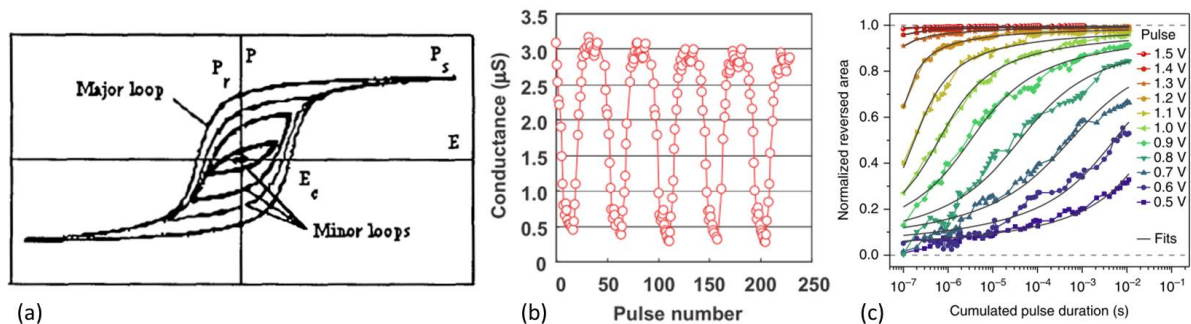 P
P_r
P_s
Major loop
E
E_c
Minor loops
(a)
Conductance (µS)
3.5
3.0
2.5
2.0
1.5
1.0
0.5
0
0 50 100 150 200 250
Pulse number
(b)
Normalized reversed area
1.0
0.8
0.6
0.4
0.2
0.0
Pulse
1.5 V
1.4 V
1.3 V
1.2 V
1.1 V
1.0 V
0.9 V
0.8 V
0.7 V
0.6 V
0.5 V
Fits
10⁻⁷ 10⁻⁶ 10⁻⁵ 10⁻⁴ 10⁻³ 10⁻² 10⁻¹
Cumulated pulse duration (s)
(c)